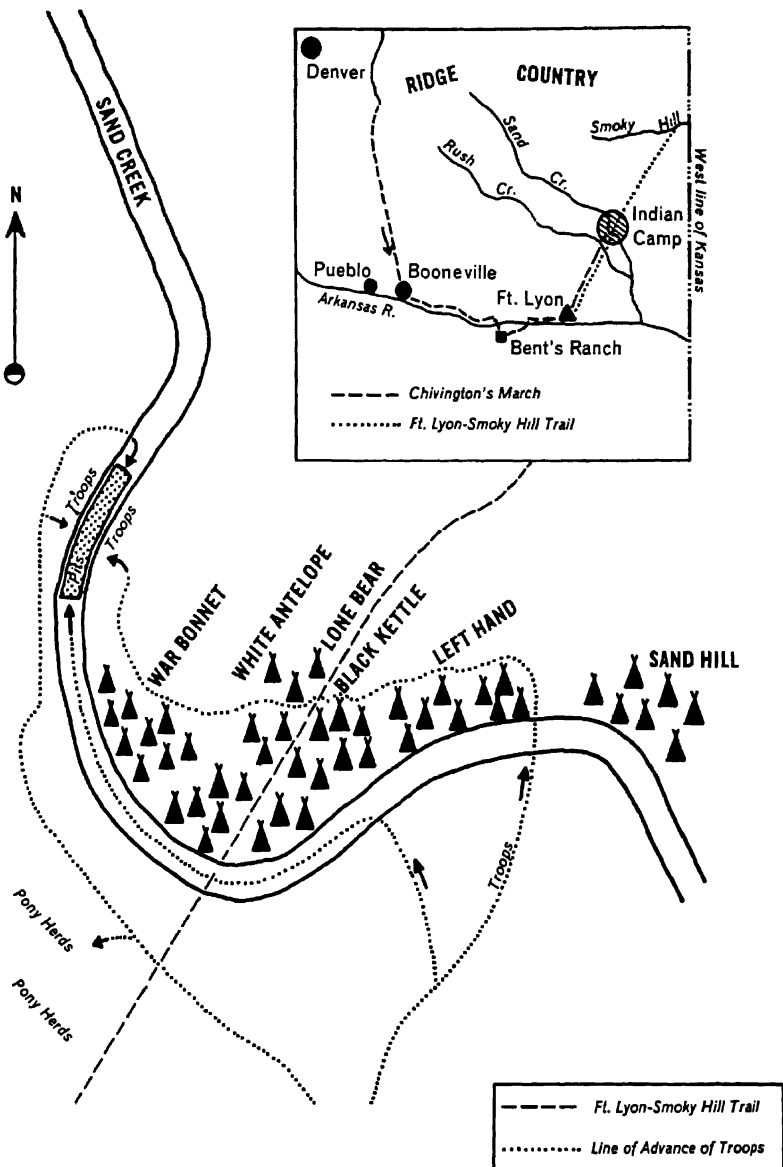 Denver
RIDGE COUNTRY
Sand
Cr.
Smoky Hill
Rush
Cr.
West line of Kansas
Indian
Camp
Pueblo
Booneville
Arkansas R.
Ft. Lyon
Bent's Ranch
Chivington's March
Ft. Lyon-Smoky Hill Trail
SAND CREEK
N
Troops
Pits
Troops
WAR BONNET
WHITE ANTELOPE
LONE BEAR
BLACK KETTLE
LEFT HAND
SAND HILL
Troops
Pony Herds
Pony Herds
Ft. Lyon-Smoky Hill Trail
Line of Advance of Troops